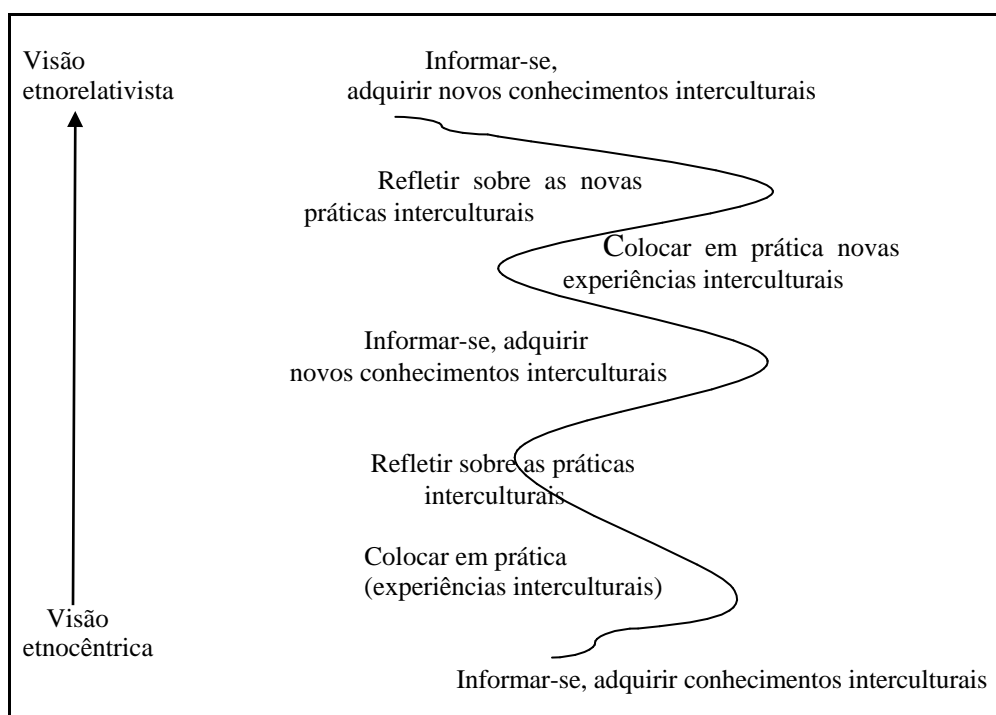 Visão
etnorelativista
Informar-se,
adquirir novos conhecimentos interculturais
Refletir sobre as novas
práticas interculturais
Colocar em prática novas
experiências interculturais
Informar-se, adquirir
novos conhecimentos interculturais
Refletir sobre as práticas
interculturais
Colocar em prática
(experiências interculturais)
Visão
etnocêntrica
Informar-se, adquirir conhecimentos interculturais